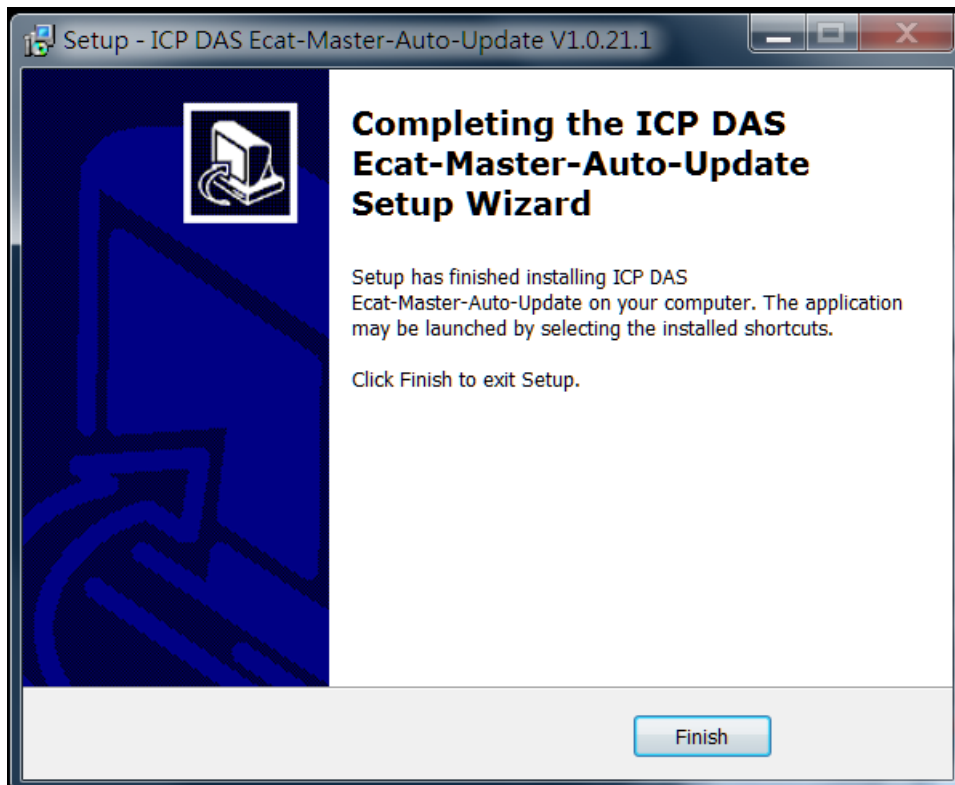 Setup - ICP DAS Ecat-Master-Auto-Update V1.0.21.1
Completing the ICP DAS
Ecat-Master-Auto-Update
Setup Wizard
Setup has finished installing ICP DAS
Ecat-Master-Auto-Update on your computer. The application
may be launched by selecting the installed shortcuts.
Click Finish to exit Setup.
Finish